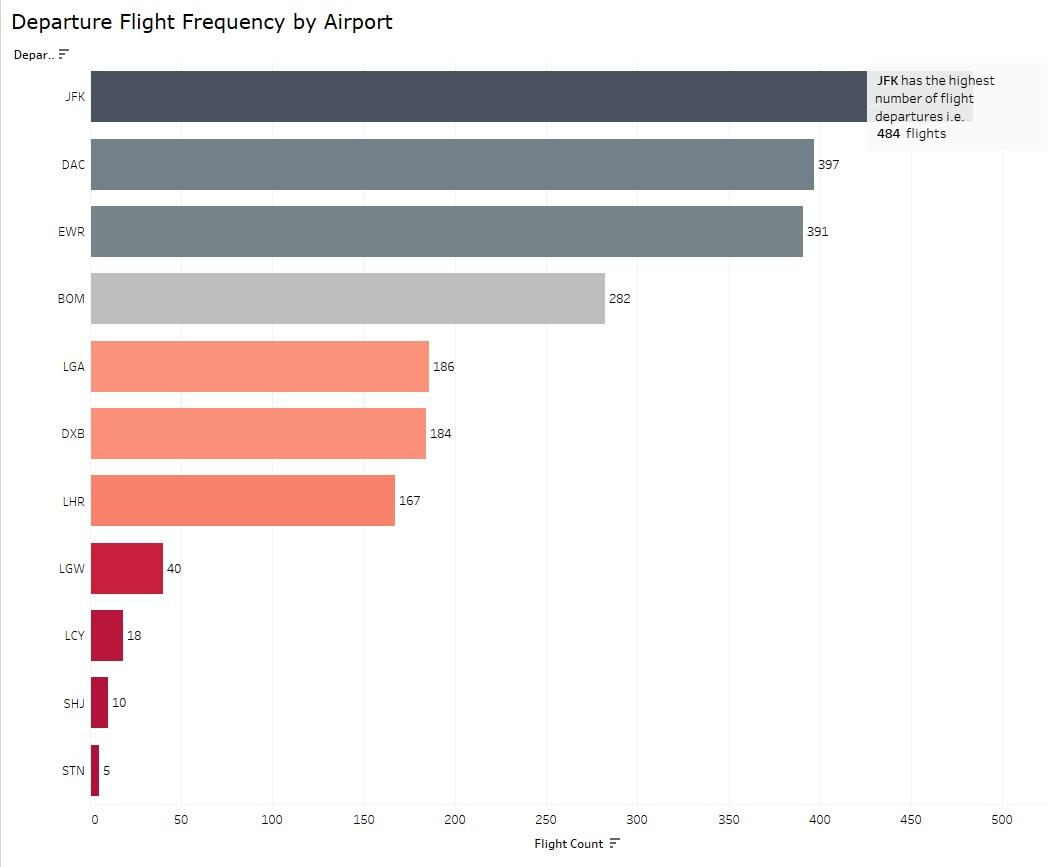 Departure Flight Frequency by Airport
Depar..
JFK
JFK has the highest
number of flight
departures i.e.
484 flights
DAC 397
EWR 391
BOM 282
LGA 186
DXB 184
LHR 167
LGW 40
LCY 18
SHJ 10
STN 5
0 50 100 150 200 250 300 350 400 450 500
Flight Count